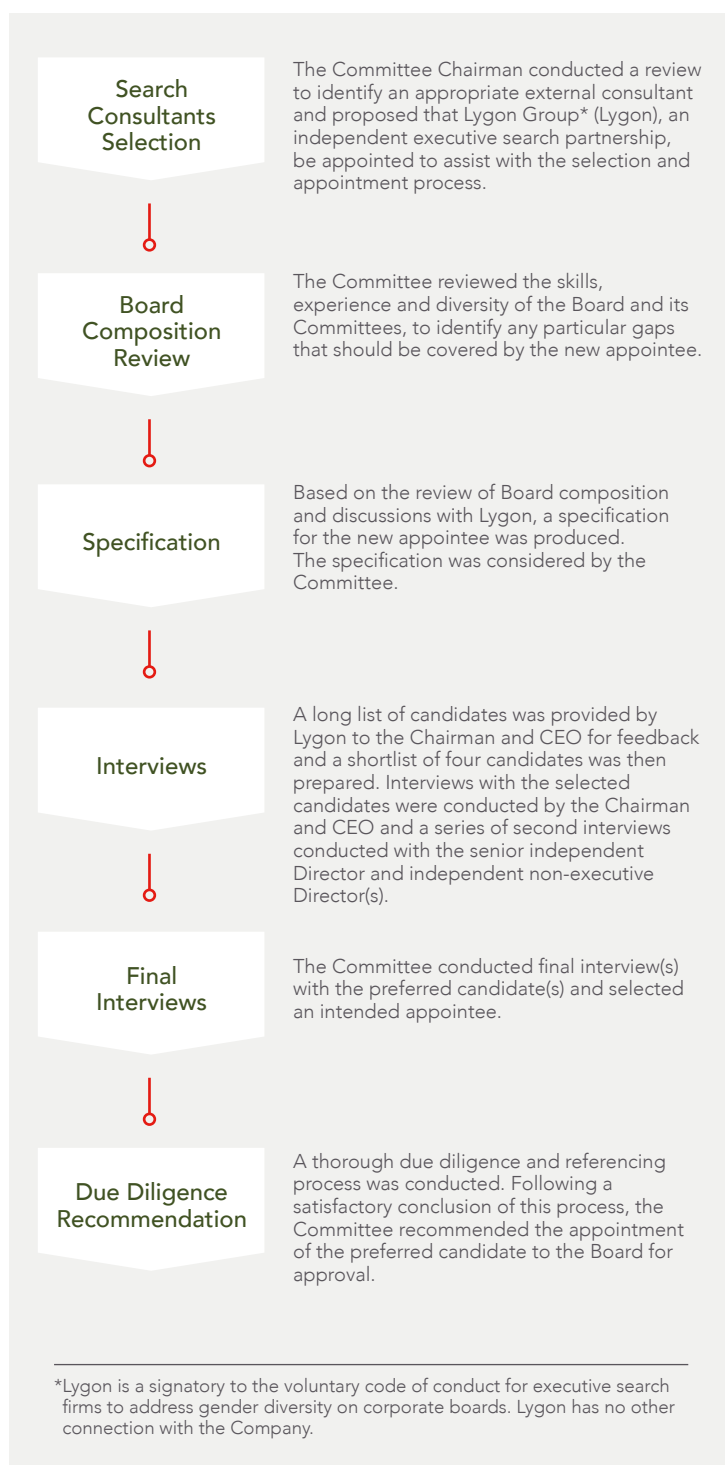 Search
Consultants
Selection
The Committee Chairman conducted a review
to identify an appropriate external consultant
and proposed that Lygon Group* (Lygon), an
independent executive search partnership,
be appointed to assist with the selection and
appointment process.
Board
Composition
Review
The Committee reviewed the skills,
experience and diversity of the Board and its
Committees, to identify any particular gaps
that should be covered by the new appointee.
Specification
Based on the review of Board composition
and discussions with Lygon, a specification
for the new appointee was produced.
The specification was considered by the
Committee.
Interviews
A long list of candidates was provided by
Lygon to the Chairman and CEO for feedback
and a shortlist of four candidates was then
prepared. Interviews with the selected
candidates were conducted by the Chairman
and CEO and a series of second interviews
conducted with the senior independent
Director and independent non-executive
Director(s).
Final
Interviews
The Committee conducted final interview(s)
with the preferred candidate(s) and selected
an intended appointee.
Due Diligence
Recommendation
A thorough due diligence and referencing
process was conducted. Following a
satisfactory conclusion of this process, the
Committee recommended the appointment
of the preferred candidate to the Board for
approval.
*Lygon is a signatory to the voluntary code of conduct for executive search
firms to address gender diversity on corporate boards. Lygon has no other
connection with the Company.